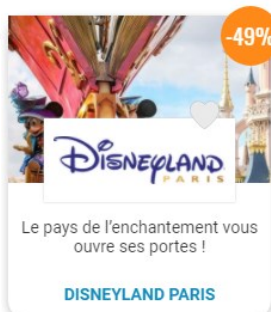 -49%
DISNEYLAND
PARIS
Le pays de l'enchantement vous
ouvre ses portes !
DISNEYLAND PARIS